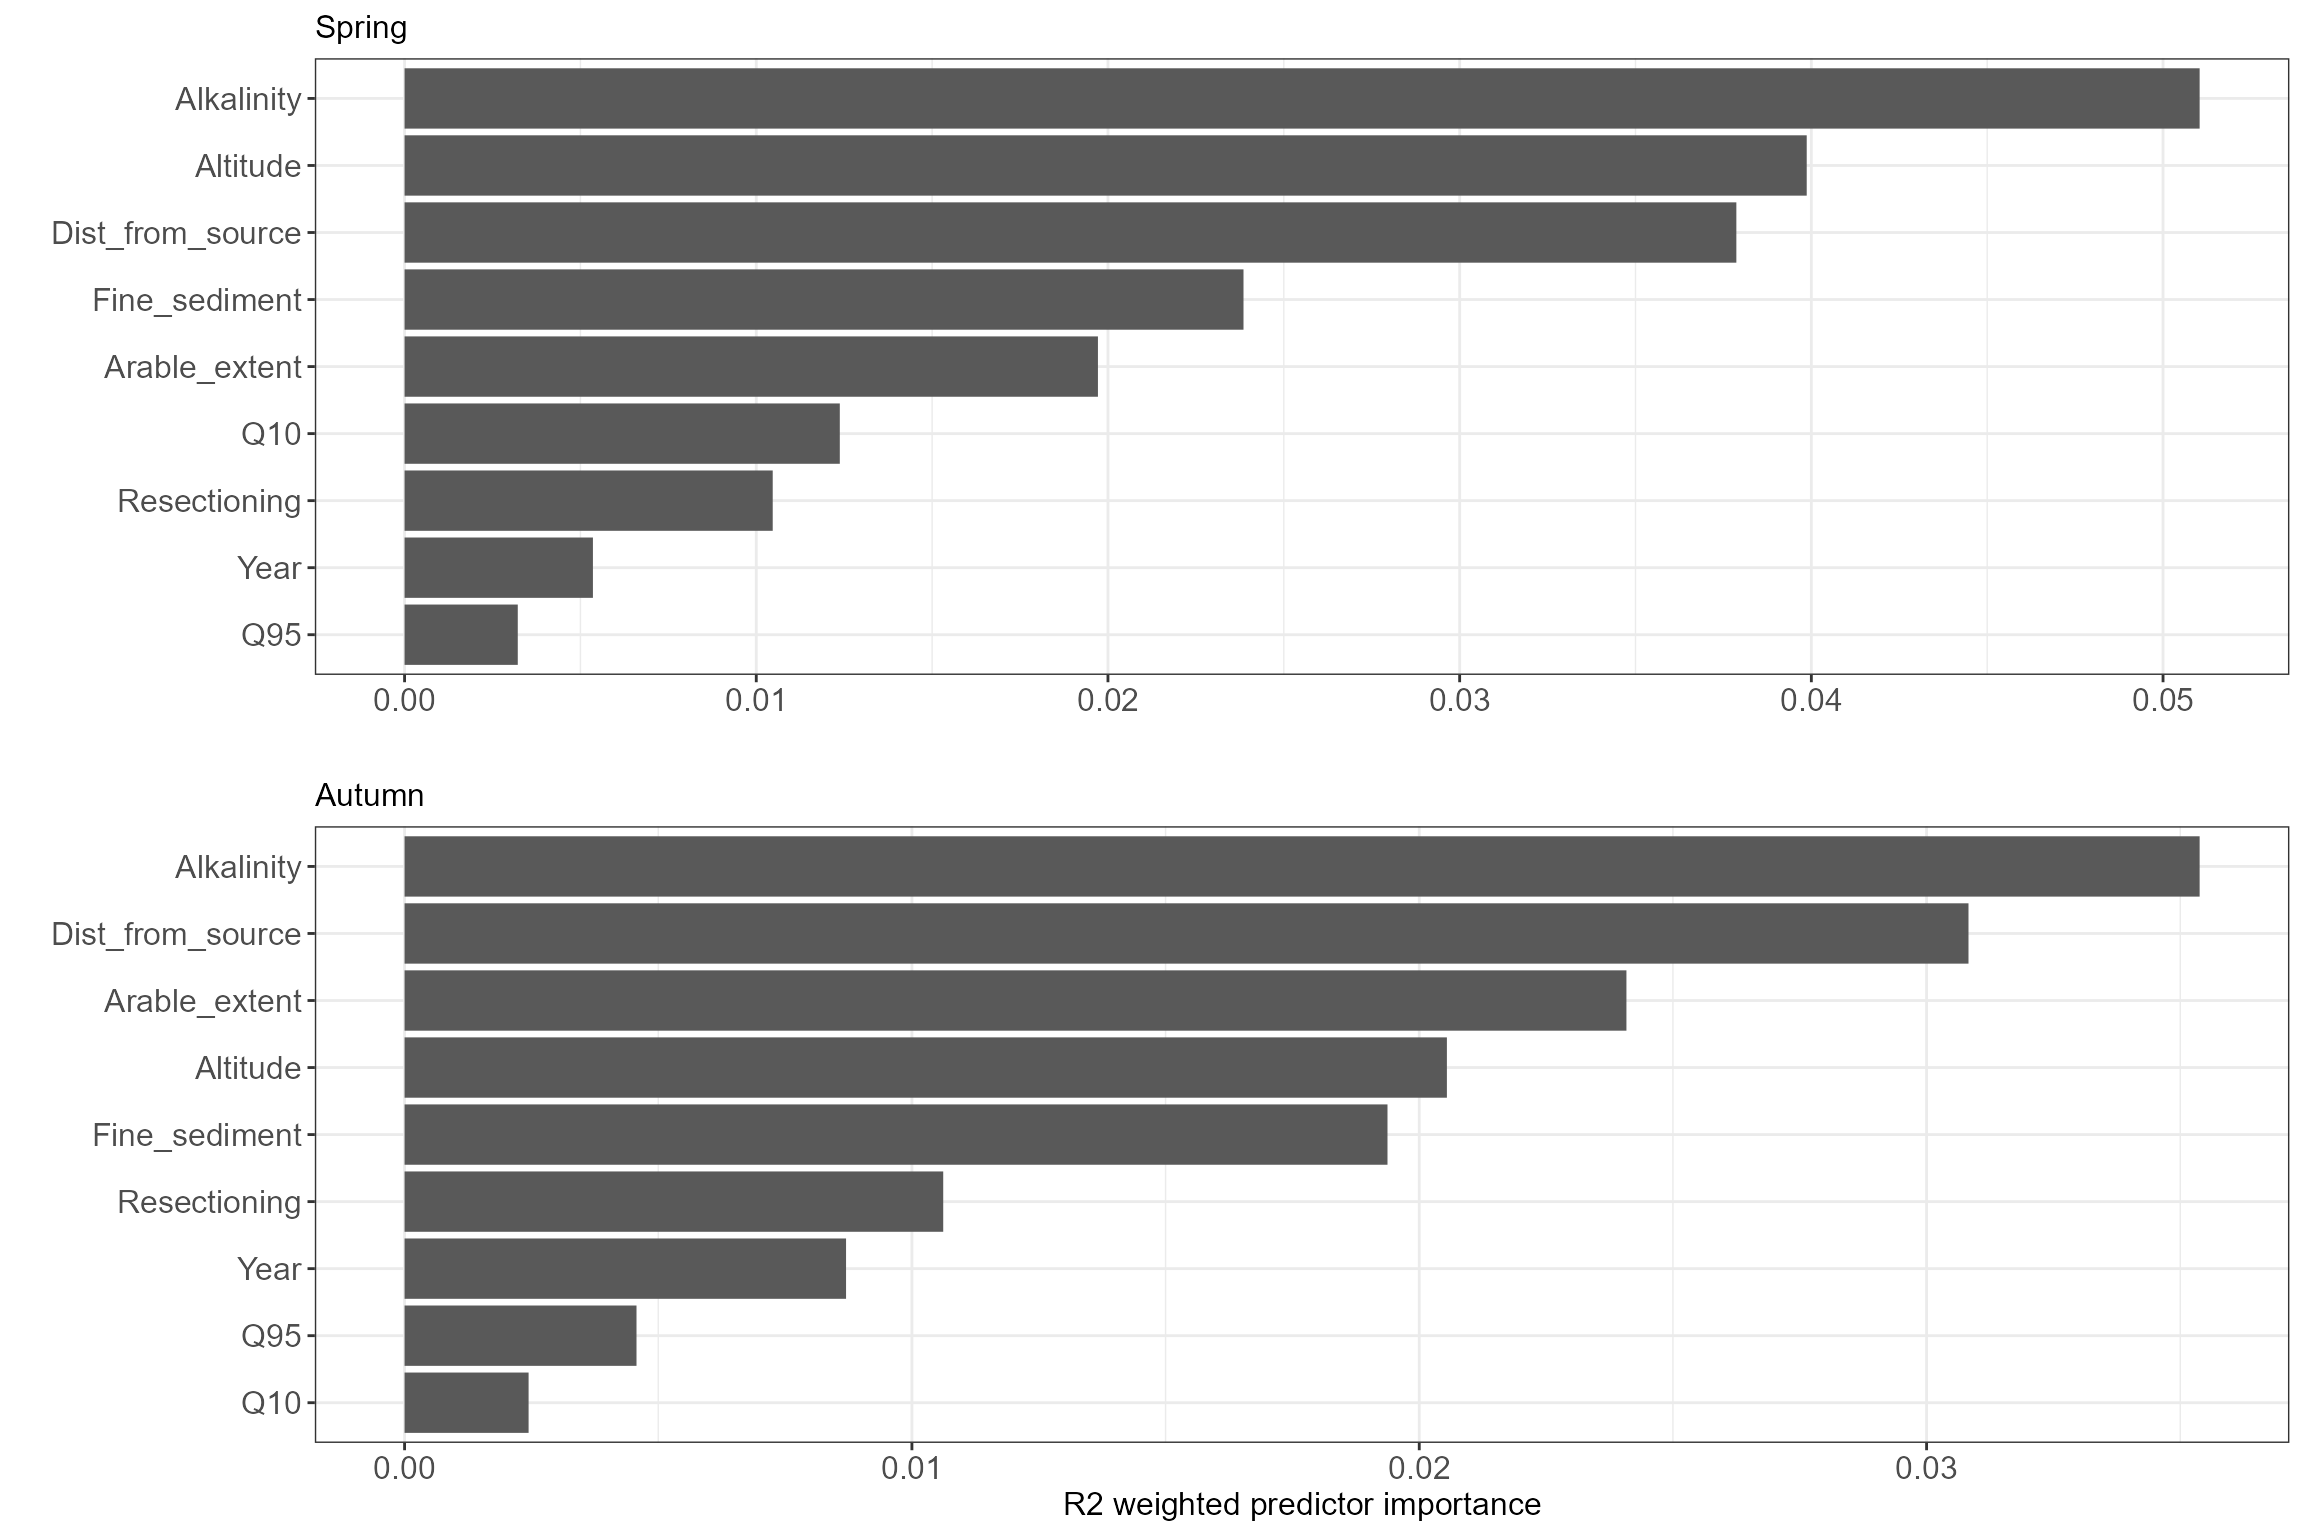 Spring
Alkalinity
Altitude
Dist_from_source
Fine_sediment
Arable_extent
Q10
Resectioning
Year
Q95
0.00 0.01 0.02 0.03 0.04 0.05
Autumn
Alkalinity
Dist_from_source
Arable_extent
Altitude
Fine_sediment
Resectioning
Year
Q95
Q10
0.00 0.01 0.02 0.03
R2 weighted predictor importance